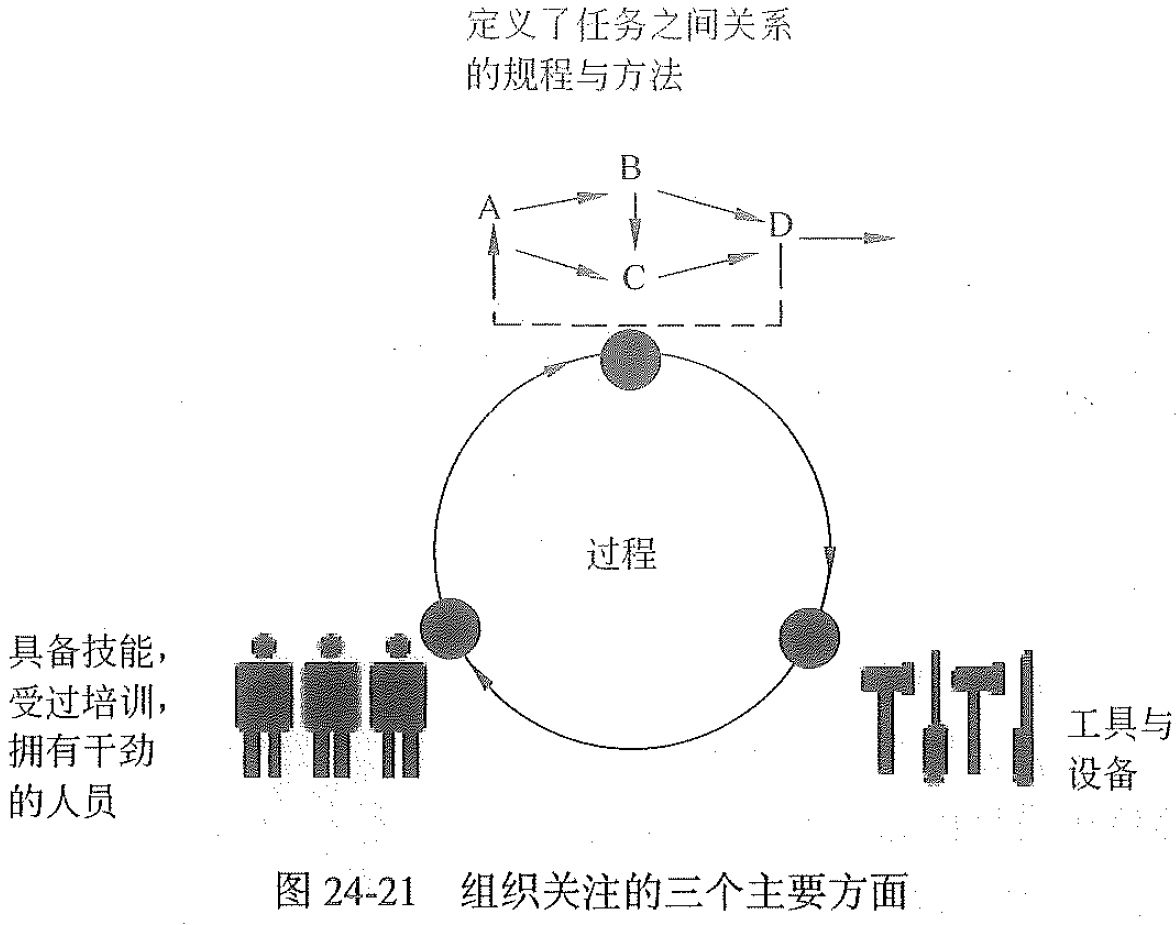 定义了任务之间关系
的规程与方法
B
A
D
C
过程
具备技能，
受过培训，
拥有干劲
的人员
工具与
设备
图 24-21 组织关注的三个主要方面